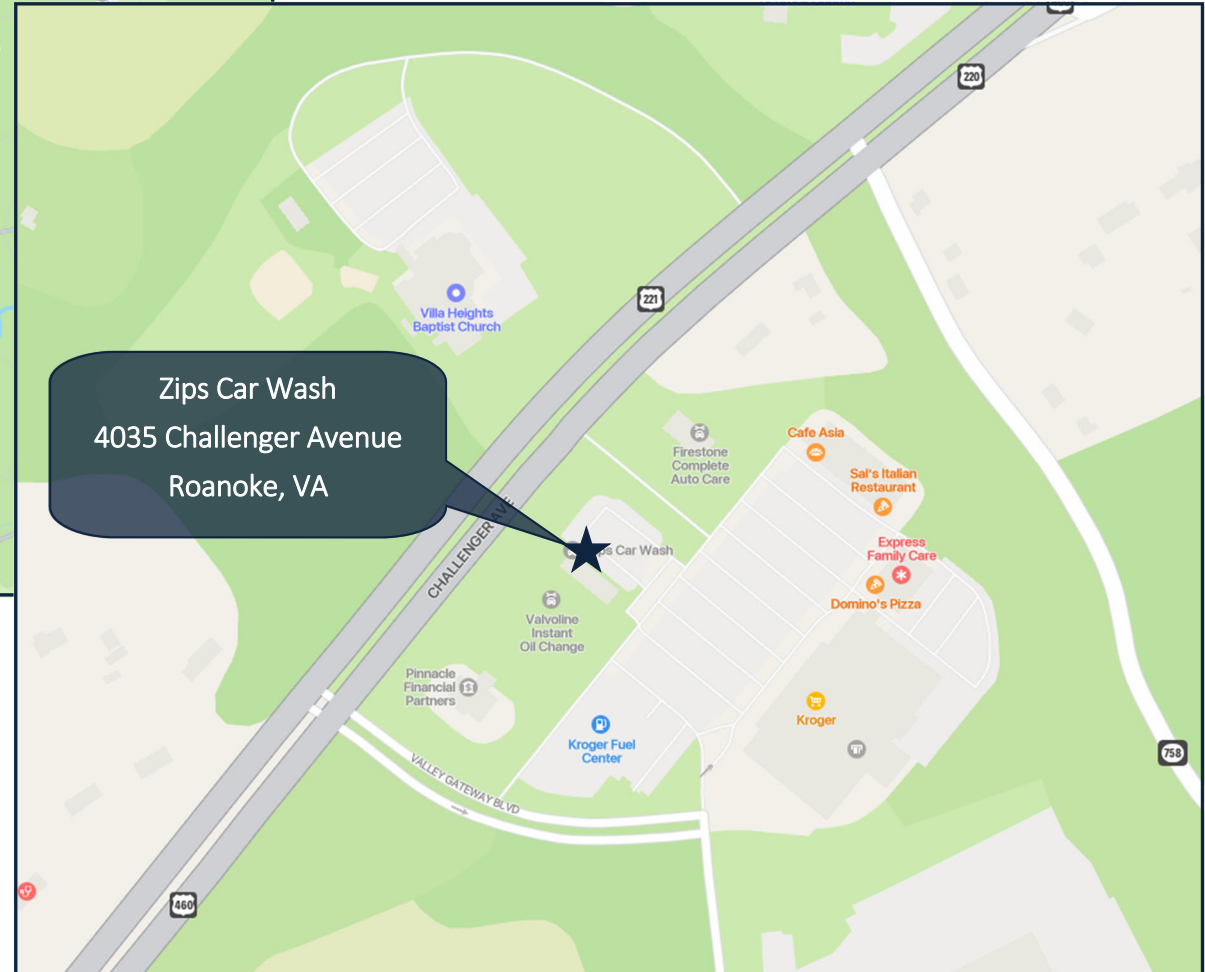 220
221
Villa Heights
Baptist Church
Zips Car Wash
4035 Challenger Avenue
Roanoke, VA
CHALLENGER AVE
Firestone
Complete
Auto Care
Cafe Asia
Sal's Italian
Restaurant
Express
Family Care
Domino's Pizza
Car Wash
Valvoline
Instant
Oil Change
Pinnacle
Financial
Partners
Kroger Fuel
Center
Kroger
VALLEY GATEWAY BLVD
758
460